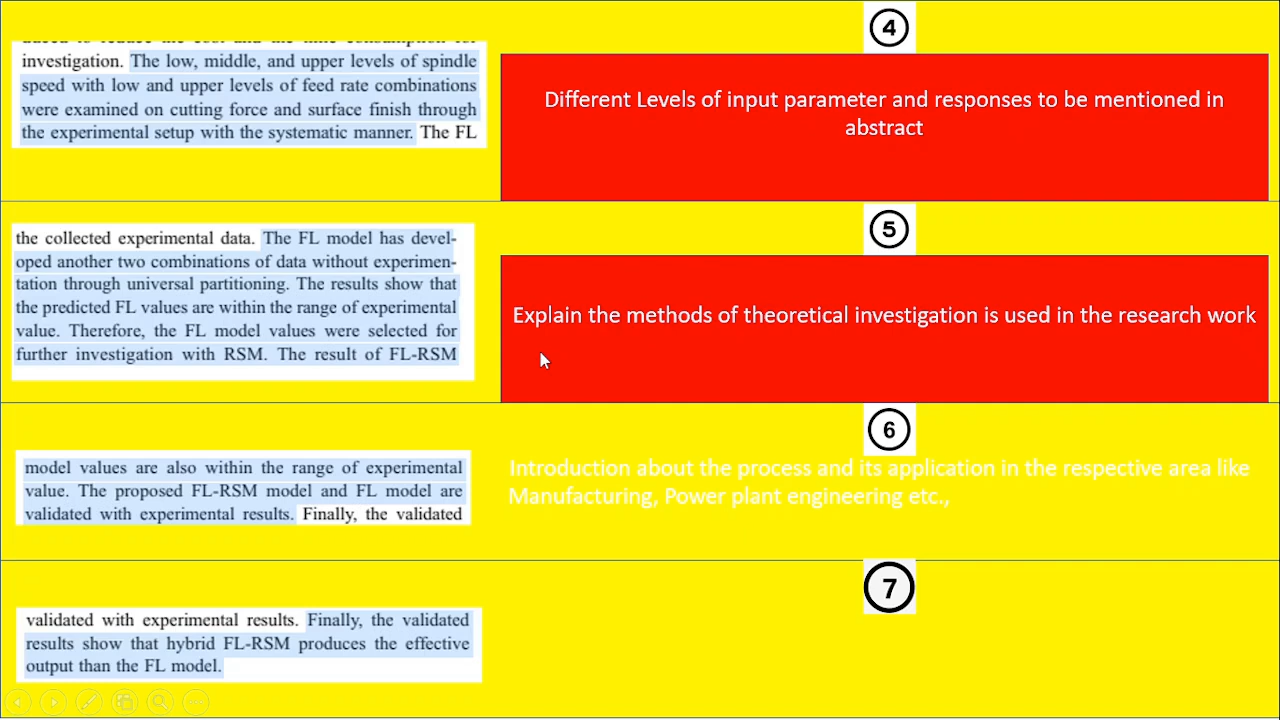 4
investigation. The low, middle, and upper levels of spindle
speed with low and upper levels of feed rate combinations
were examined on cutting force and surface finish through
the experimental setup with the systematic manner. The FL
Different Levels of input parameter and responses to be mentioned in
abstract
5
the collected experimental data. The FL model has devel-
oped another two combinations of data without experimen-
tation through universal partitioning. The results show that
the predicted FL values are within the range of experimental
value. Therefore, the FL model values were selected for
further investigation with RSM. The result of FL-RSM
Explain the methods of theoretical investigation is used in the research work
6
model values are also within the range of experimental
value. The proposed FL-RSM model and FL model are
validated with experimental results. Finally, the validated
Introduction about the process and its application in the respective area like
Manufacturing, Power plant engineering etc.,
7
validated with experimental results. Finally, the validated
results show that hybrid FL-RSM produces the effective
output than the FL model.